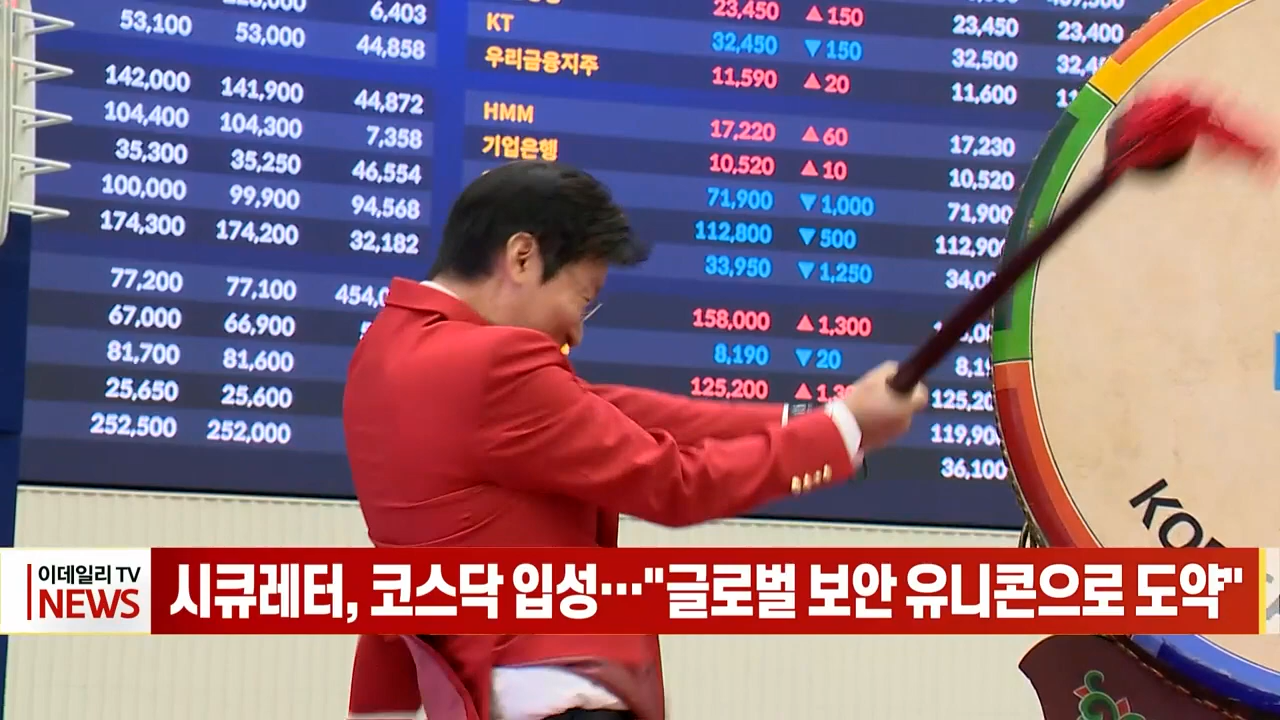 6,403
53,100 53,000 44,858
142,000 141,900 44,872
104,400 104,300 7,358
35,300 35,250 46,554
100,000 99,900 94,568
174,300 174,200 32,182
77,200 77,100
67,000 66,900
81,700 81,600
25,650 25,600
252,500 252,000
23,450 ▲150 23,450 23,400
KT 32,450 ▼150 32,500
우리금융지주 11,590 ▲20 11,600
HMM 17,220 ▲60 17,230
기업은행 10,520 ▲10 10,520
71,900 ▼1,000 71,900
112,800 ▼500
33,950 ▼1,250
158,000 ▲1,300
8,190 ▼20
125,200 ▲
36,100
이데일리 TV
NEWS
시큐레터, 코스닥 입성…"글로벌 보안 유니콘으로 도약"